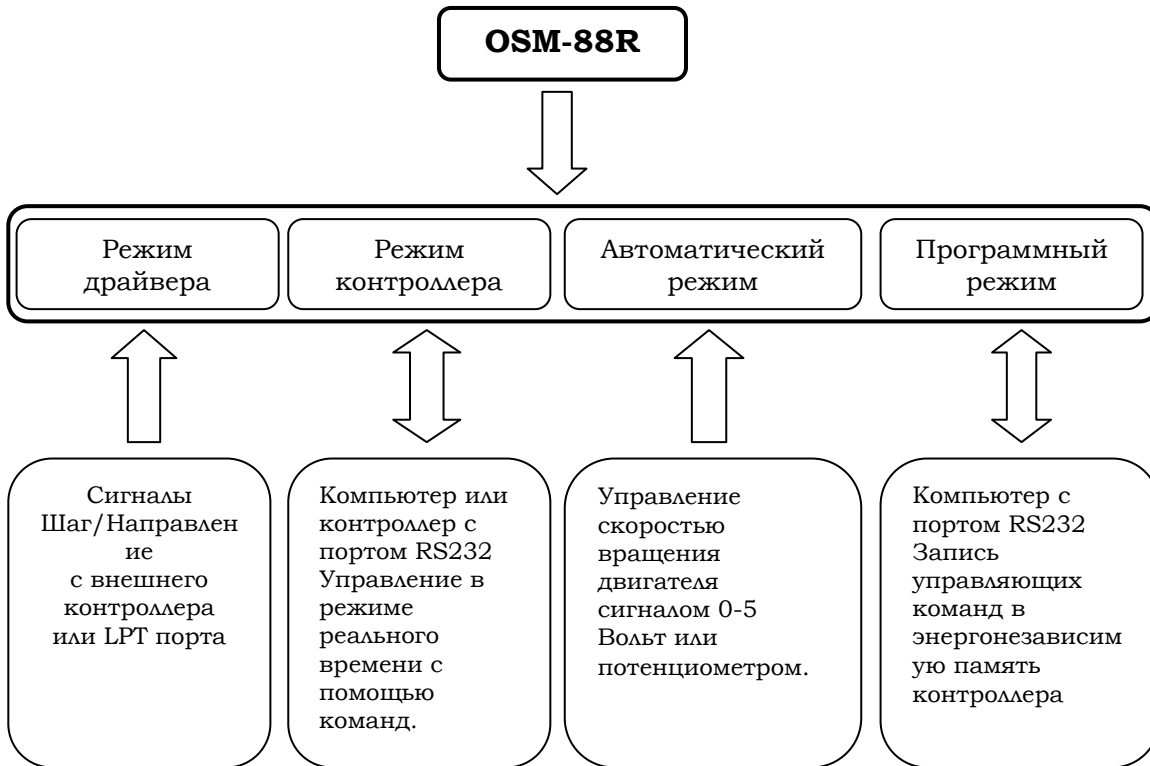 OSM-88R
Режим
драйвера
Режим
контроллера
Автоматический
режим
Программный
режим
Сигналы
Шаг/Направлен
ие
с внешнего
контроллера
или LPT порта
Компьютер или
контроллер с
портом RS232
Управление в
режиме
реального
времени с
помощью
команд.
Управление
скоростью
вращения
двигателя
сигналом 0-5
Вольт или
потенциометром.
Компьютер с
портом RS232
Запись
управляющих
команд в
энергонезависим
ую память
контроллера